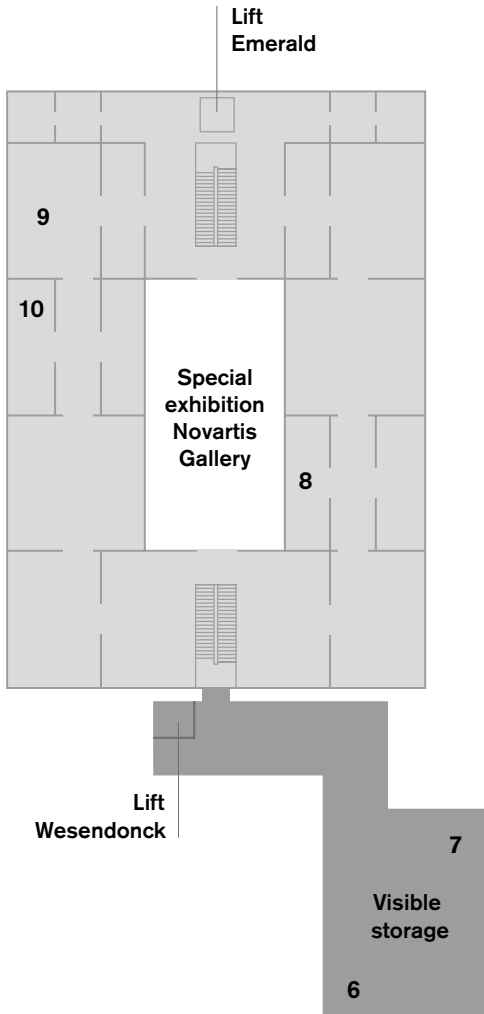 Lift
Emerald
9
10
Special
exhibition
Novartis
Gallery
8
Lift
Wesendonck
7
Visible
storage
6